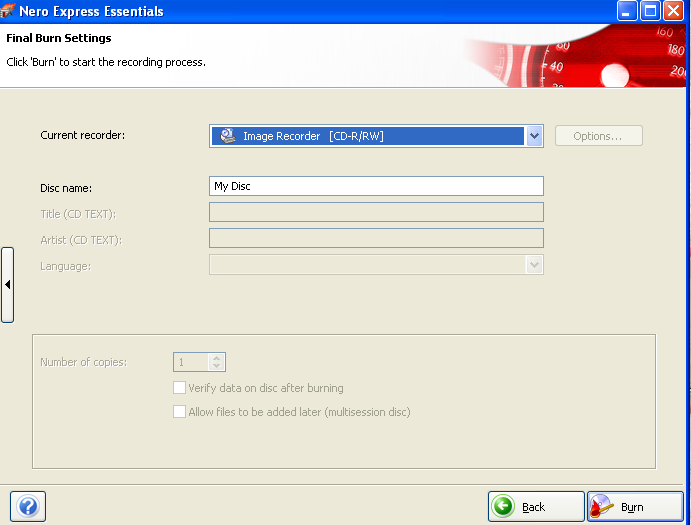 Nero Express Essentials
Final Burn Settings
Click 'Burn' to start the recording process.
160
180
200
60
40
20
Current recorder:
Image Recorder [CD-R/RW]
Options...
Disc name:
My Disc
Title (CD TEXT):
Artist (CD TEXT):
Language:
Number of copies:
1
Verify data on disc after burning
Allow files to be added later (multisession disc)
?
Back
Burn